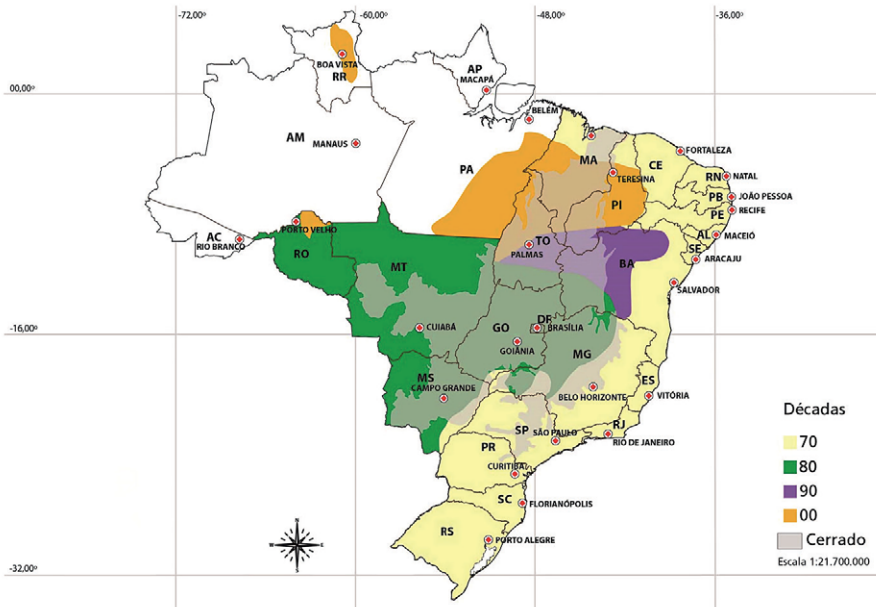 -72,00º
-60,00º
-48,00º
-36,00º
BOA VISTA
RR
AP
MACAPÁ
00,00º
BELÉM
AM
MANAUS
FORTALEZA
MA
CE
PA
TERESINA
RN
NATAL
PB
JOÃO PESSOA
PI
PE
RECIFE
AC
RIO BRANCO
PORTO VELHO
AL
MACEIÓ
TO
SE
RO
MT
PALMAS
BA
ARACAJU
SALVADOR
CUIABÁ
GO
DF
BRASÍLIA
-16,00º
GOIÂNIA
MG
MS
CAMPO GRANDE
ES
BELO HORIZONTE
VITÓRIA
Décadas
SP
SÃO PAULO
RJ
RIO DE JANEIRO
70
PR
CURITIBA
80
SC
FLORIANÓPOLIS
90
00
RS
PORTO ALEGRE
Cerrado
Escala 1:21.700.000
-32,00º